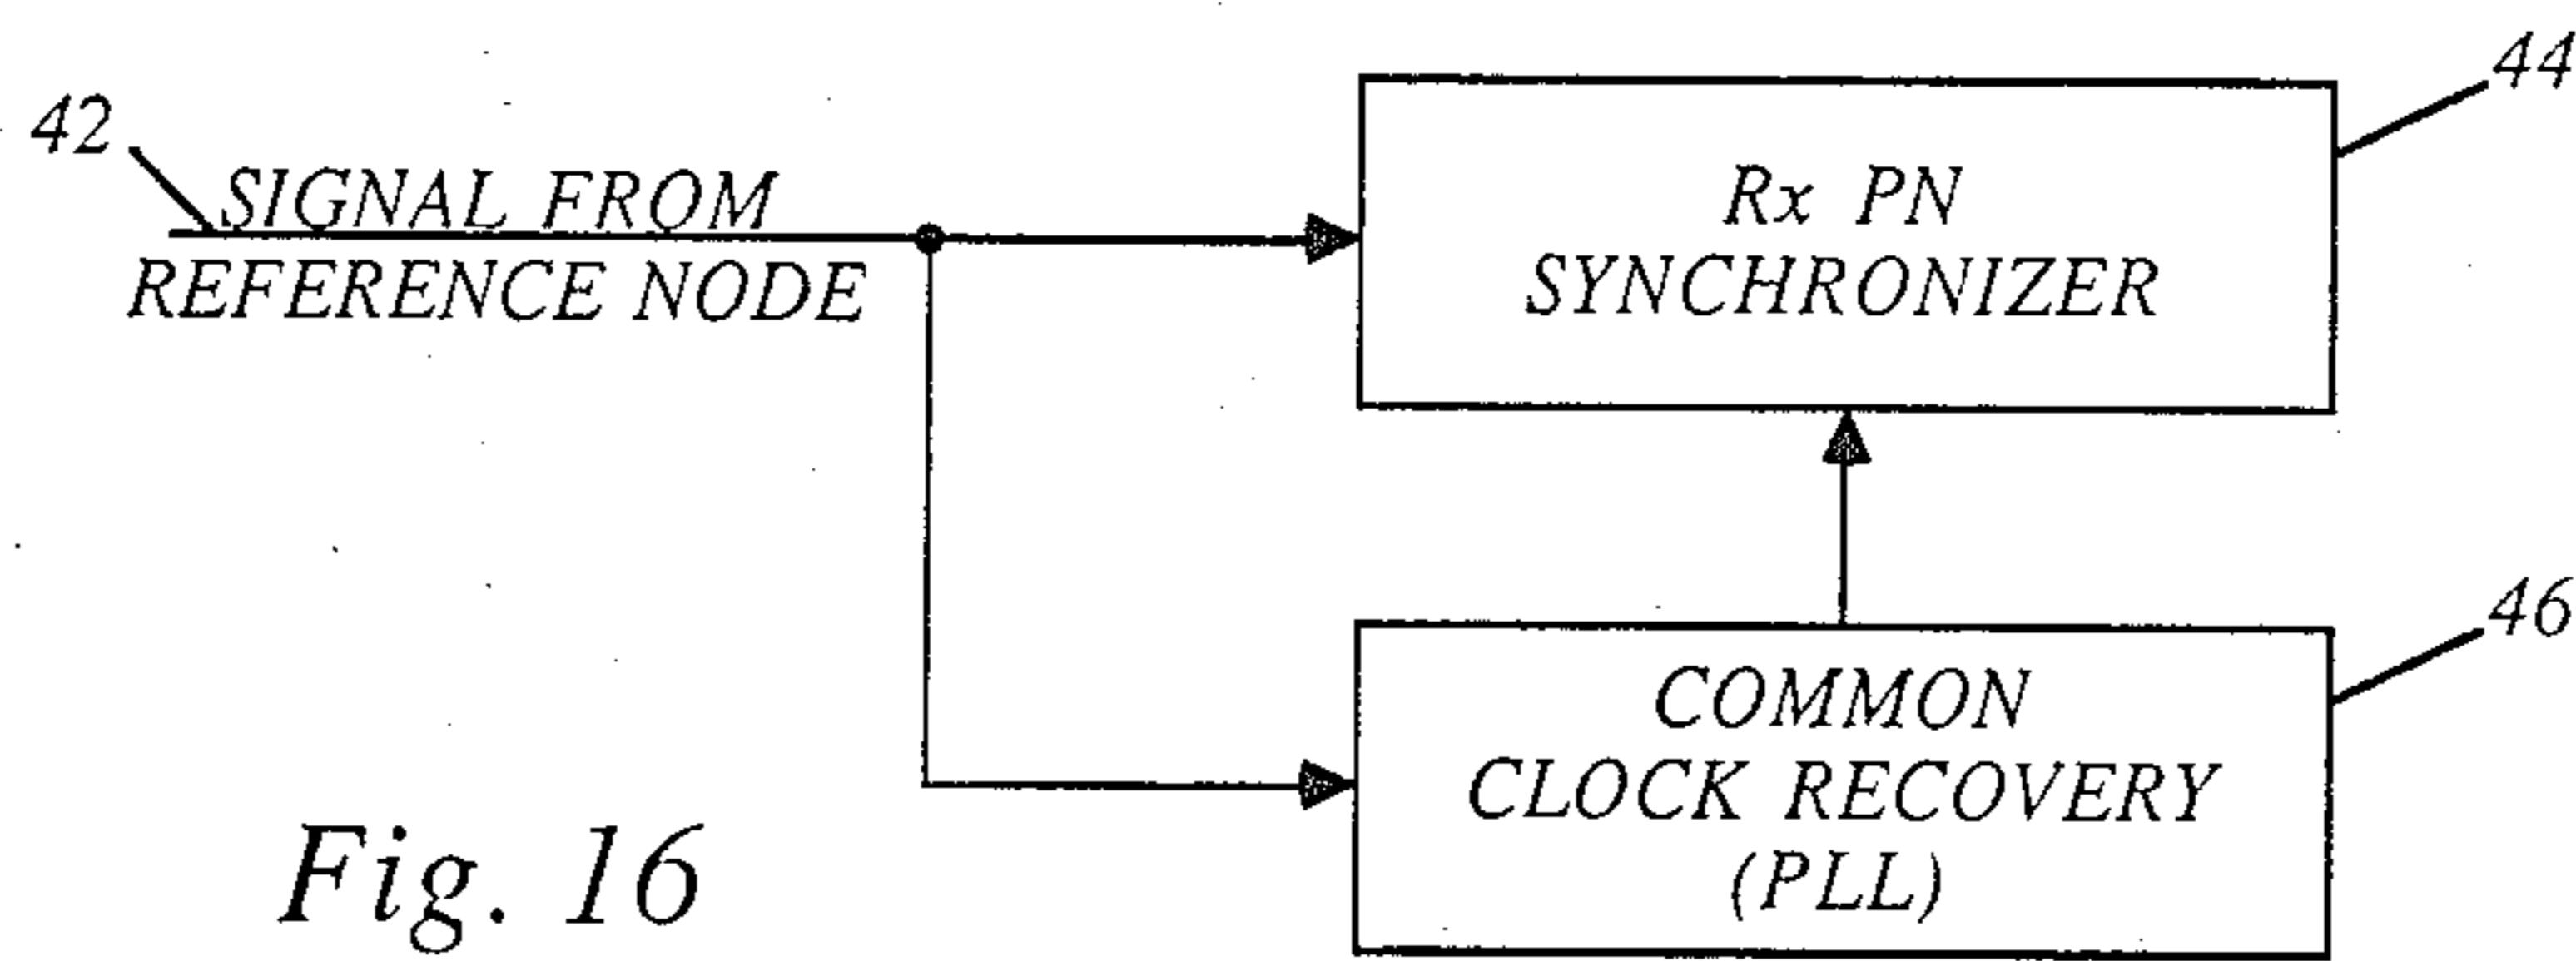 42
SIGNAL FROM
REFERENCE NODE
44
Rx PN
SYNCHRONIZER
46
COMMON
CLOCK RECOVERY
(PLL)
Fig. 16